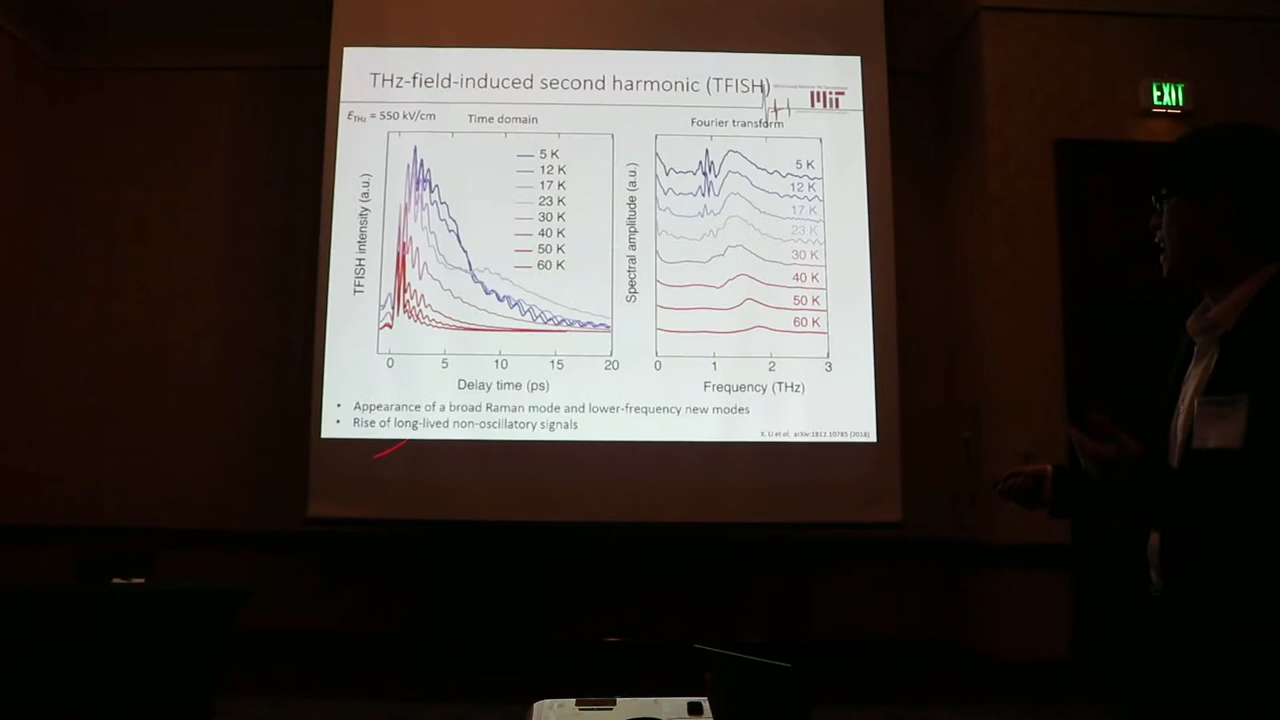 THz-field-induced second harmonic (TFISH)
MIT
E_THz = 550 kV/cm
Time domain
TFISH intensity (a.u.)
5 K
12 K
17 K
23 K
30 K
40 K
50 K
60 K
0 5 10 15 20
Delay time (ps)
Fourier transform
Spectral amplitude (a.u.)
5 K
12 K
17 K
23 K
30 K
40 K
50 K
60 K
0 1 2 3
Frequency (THz)
• Appearance of a broad Raman mode and lower-frequency new modes
• Rise of long-lived non-oscillatory signals
X. Li et al, arXiv:1812.10785 (2018)
EXIT